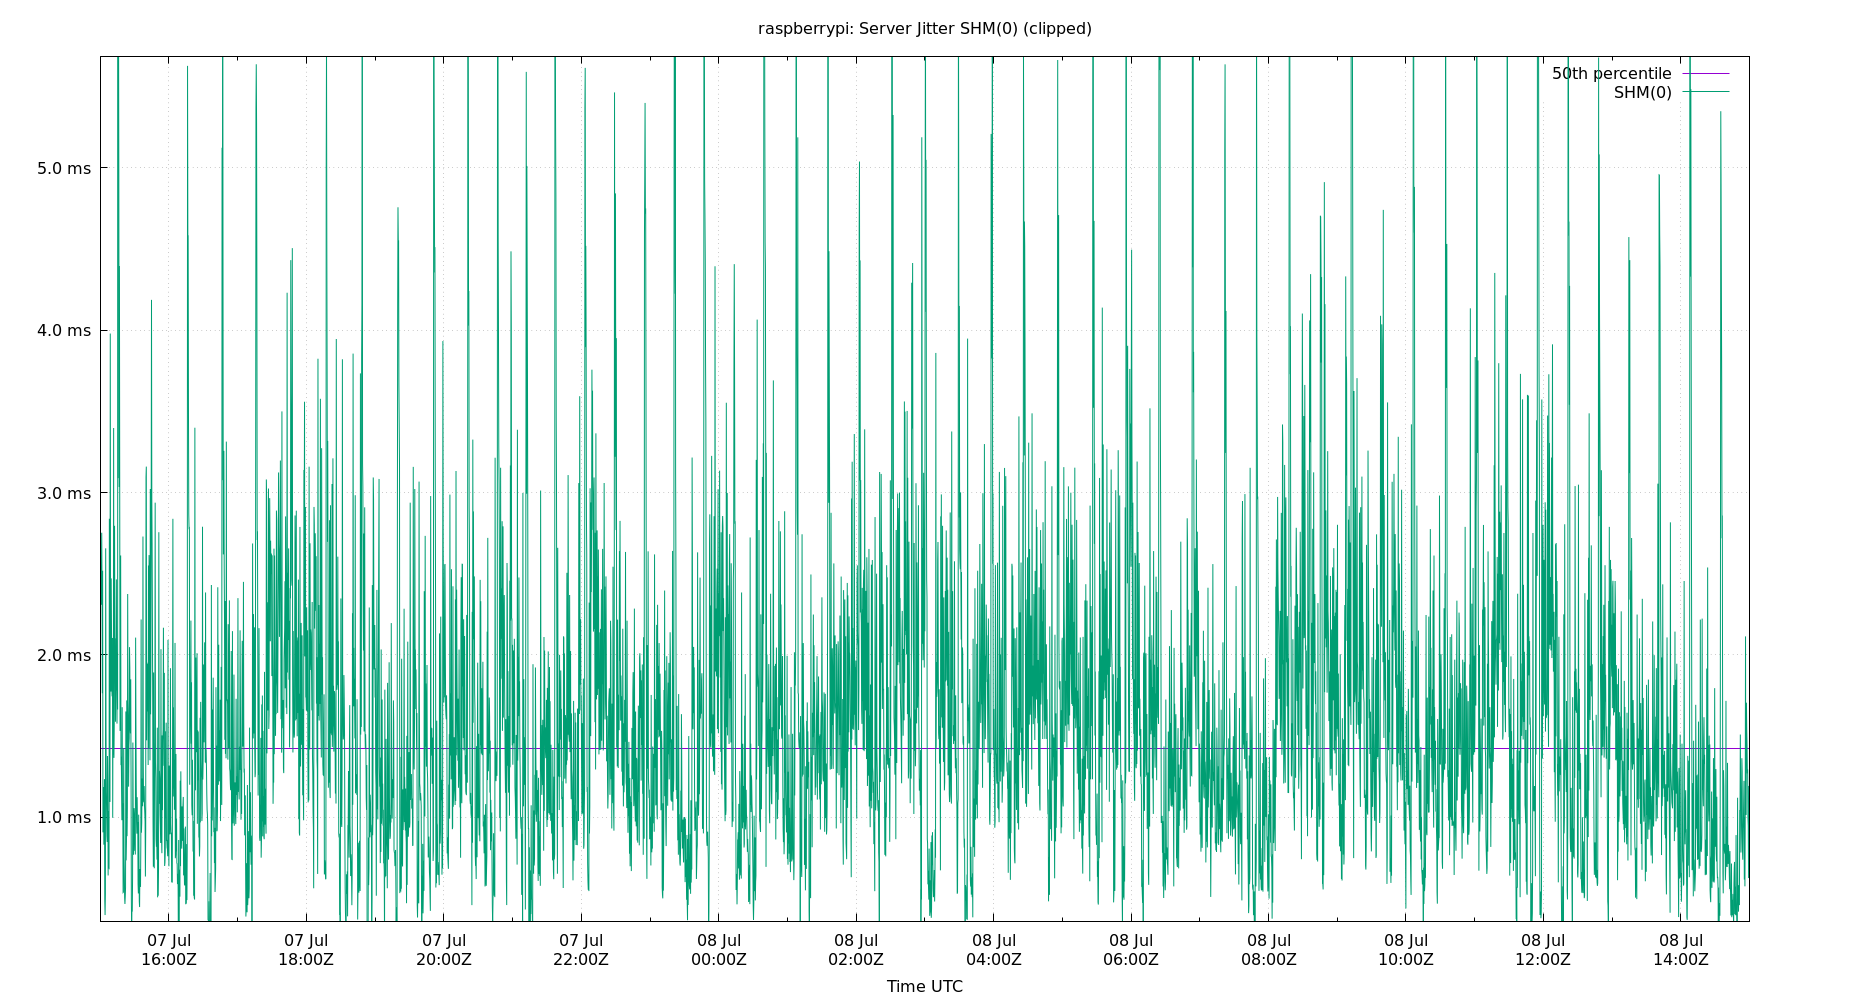 raspberrypi: Server Jitter SHM(0) (clipped)
50th percentile
SHM(0)
5.0 ms
4.0 ms
3.0 ms
2.0 ms
1.0 ms
07 Jul 07 Jul 07 Jul 07 Jul 08 Jul 08 Jul 08 Jul 08 Jul 08 Jul 08 Jul 08 Jul 08 Jul
16:00Z 18:00Z 20:00Z 22:00Z 00:00Z 02:00Z 04:00Z 06:00Z 08:00Z 10:00Z 12:00Z 14:00Z
Time UTC